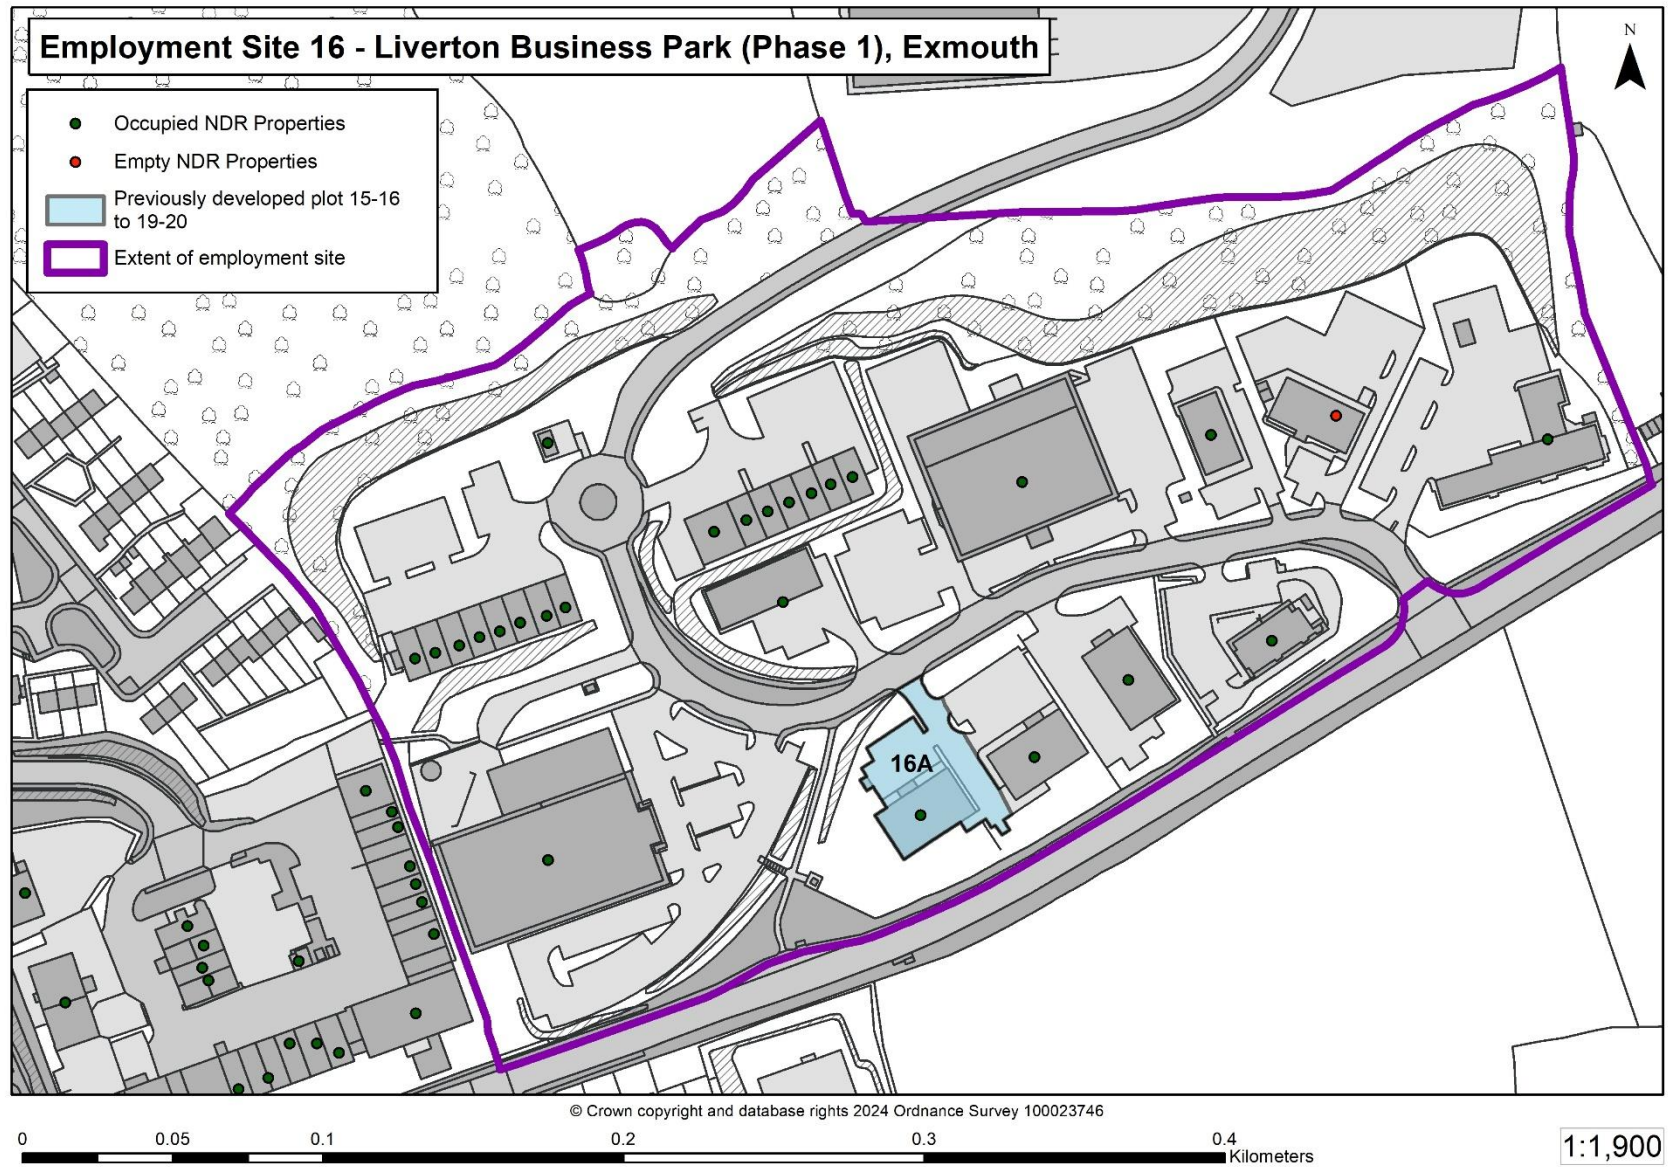 Employment Site 16 - Liverton Business Park (Phase 1), Exmouth
N
Occupied NDR Properties
Empty NDR Properties
Previously developed plot 15-16
to 19-20
Extent of employment site
16A
© Crown copyright and database rights 2024 Ordnance Survey 100023746
0 0.05 0.1 0.2 0.3 0.4
Kilometers
1:1,900